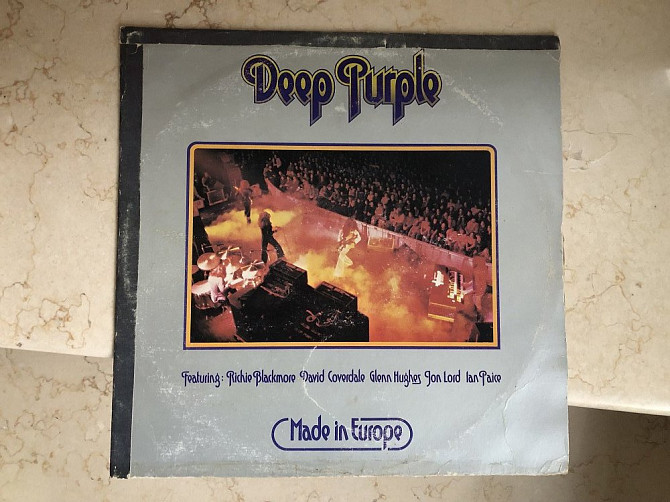 Deep Purple
Featuring: Richie Blackmore David Coverdale Glenn Hughes Jon Lord Ian Paice
Made in Europe